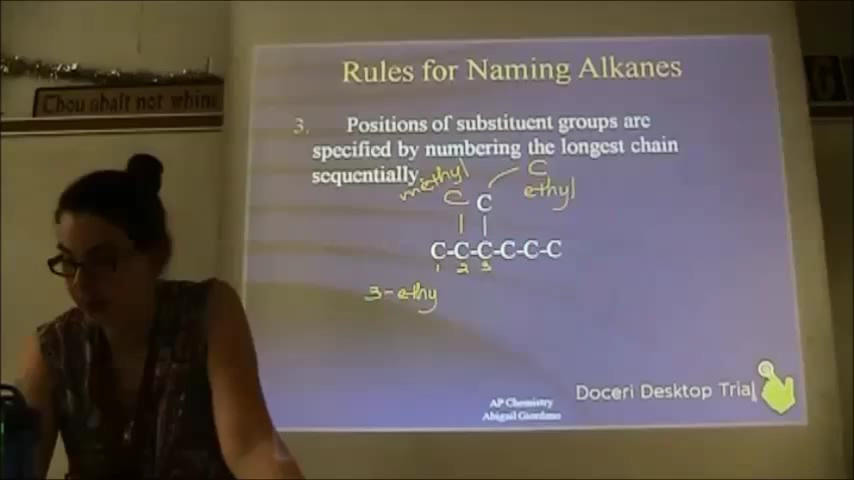 Thou shalt not whine
G
Rules for Naming Alkanes
3. Positions of substituent groups are
specified by numbering the longest chain
sequentially.
methyl
C
C C
ethyl
C-C-C-C-C-C
1 2 3
3-ethy
AP Chemistry
Abigail Giordano
Doceri Desktop Trial